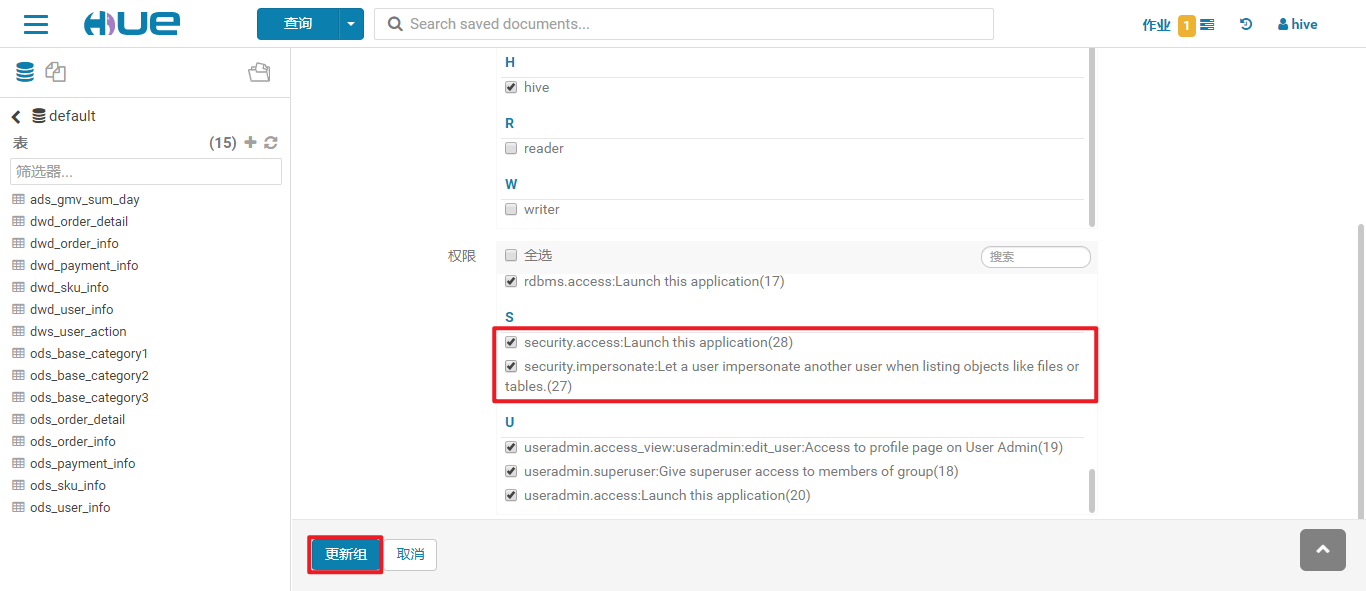 HUE
查询
Search saved documents...
作业 1
hive
default
表 (15)
筛选器...
ads_gmv_sum_day
dwd_order_detail
dwd_order_info
dwd_payment_info
dwd_sku_info
dwd_user_info
dws_user_action
ods_base_category1
ods_base_category2
ods_base_category3
ods_order_detail
ods_order_info
ods_payment_info
ods_sku_info
ods_user_info
H
hive
R
reader
W
writer
权限
全选
搜索
rdbms.access:Launch this application(17)
S
security.access:Launch this application(28)
security.impersonate:Let a user impersonate another user when listing objects like files or
tables.(27)
U
useradmin.access_view:useradmin:edit_user:Access to profile page on User Admin(19)
useradmin.superuser:Give superuser access to members of group(18)
useradmin.access:Launch this application(20)
更新组
取消